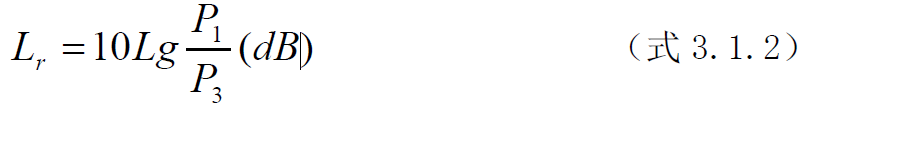 L_r = 10Lg P_1/P_3 (dB) （式 3.1.2）